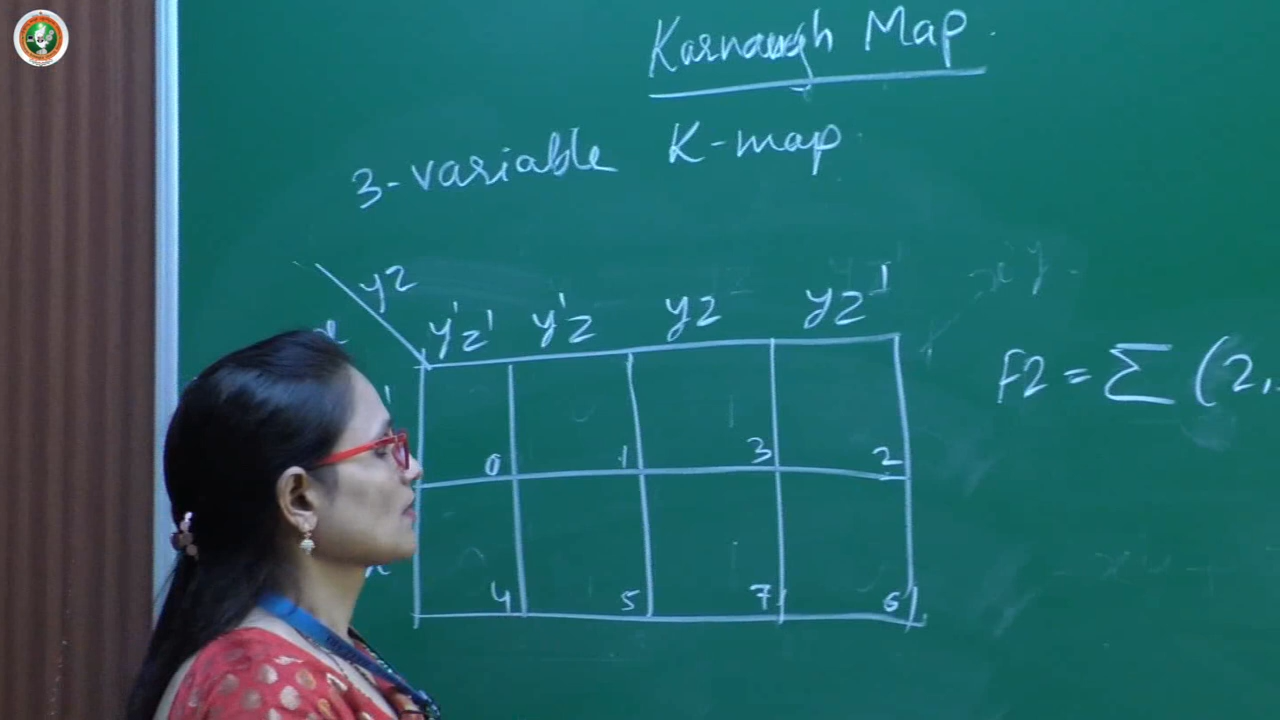 Karnaugh Map.
3-variable K-map.
yz
x
y'z' y'z yz yz'
F2 = Σ (2,
0 1 3 2
4 5 7 6